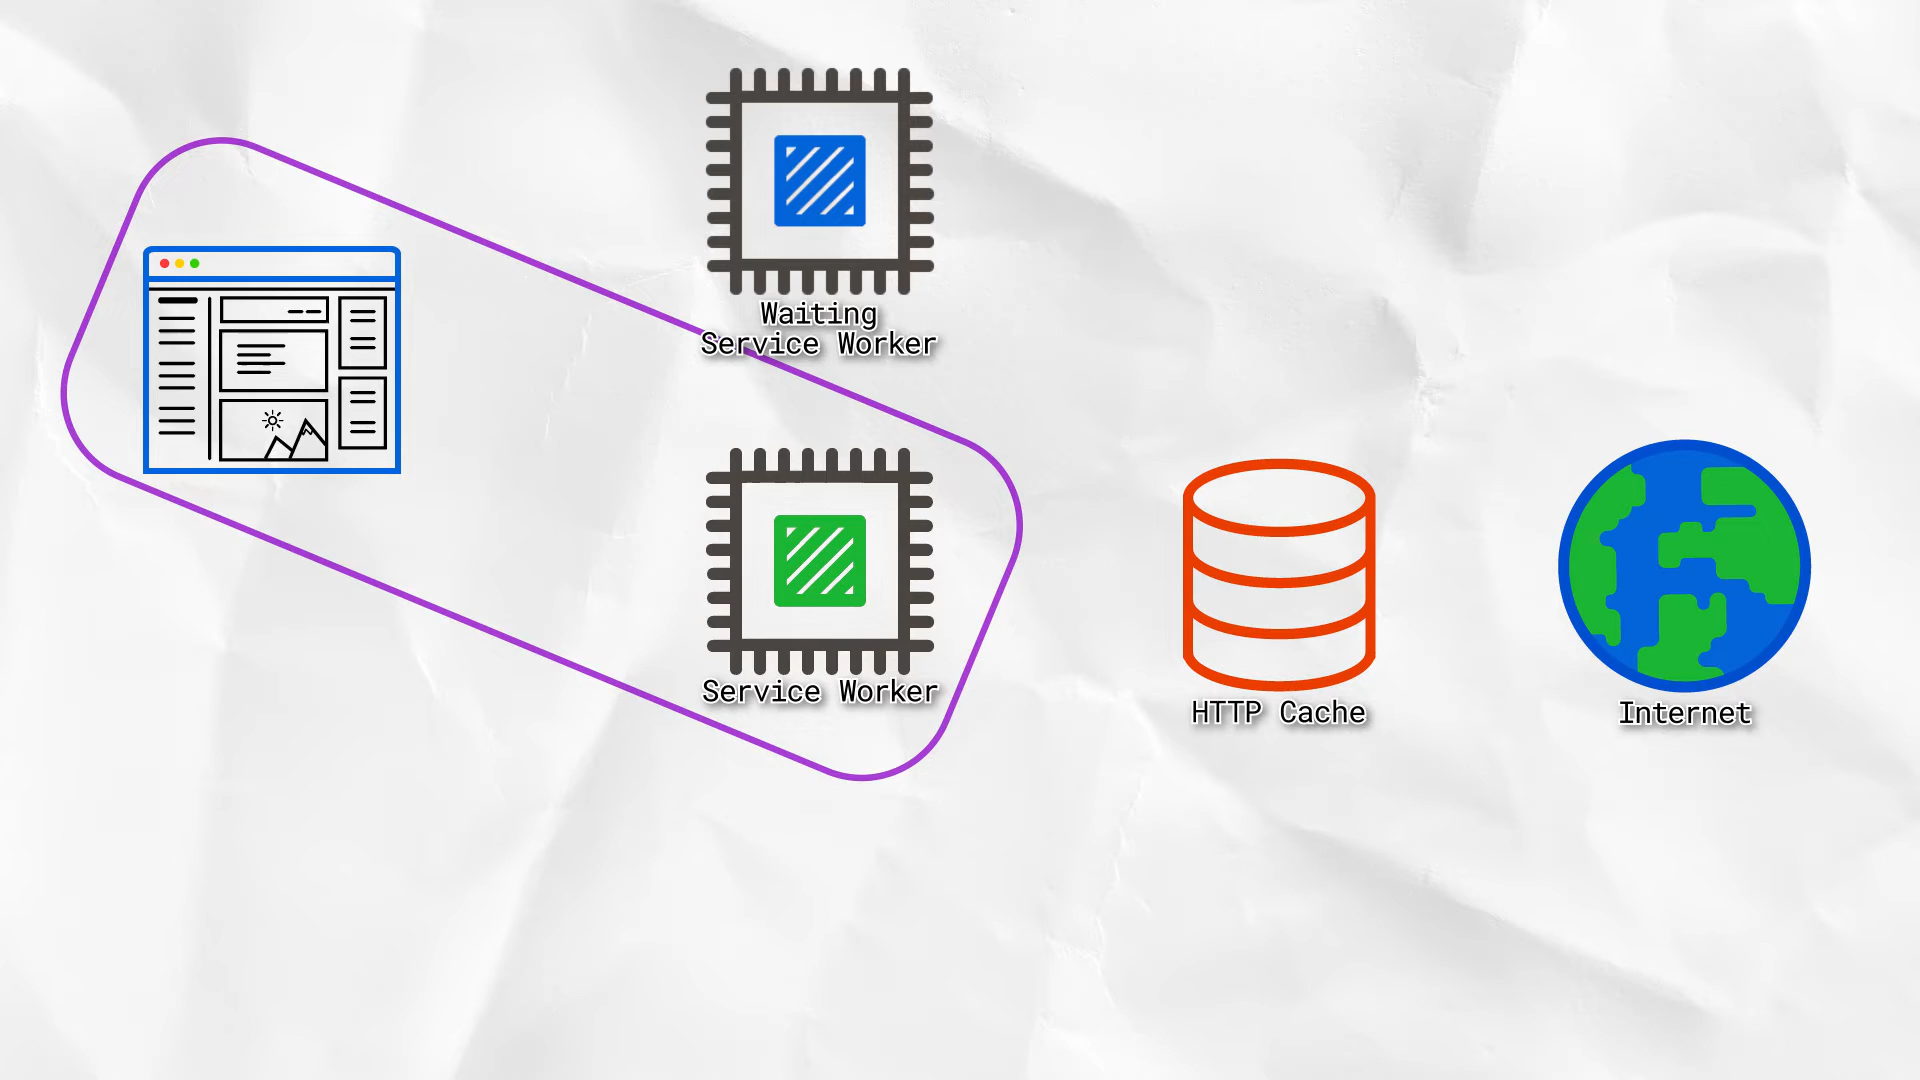 Waiting
Service Worker
Service Worker
HTTP Cache
Internet